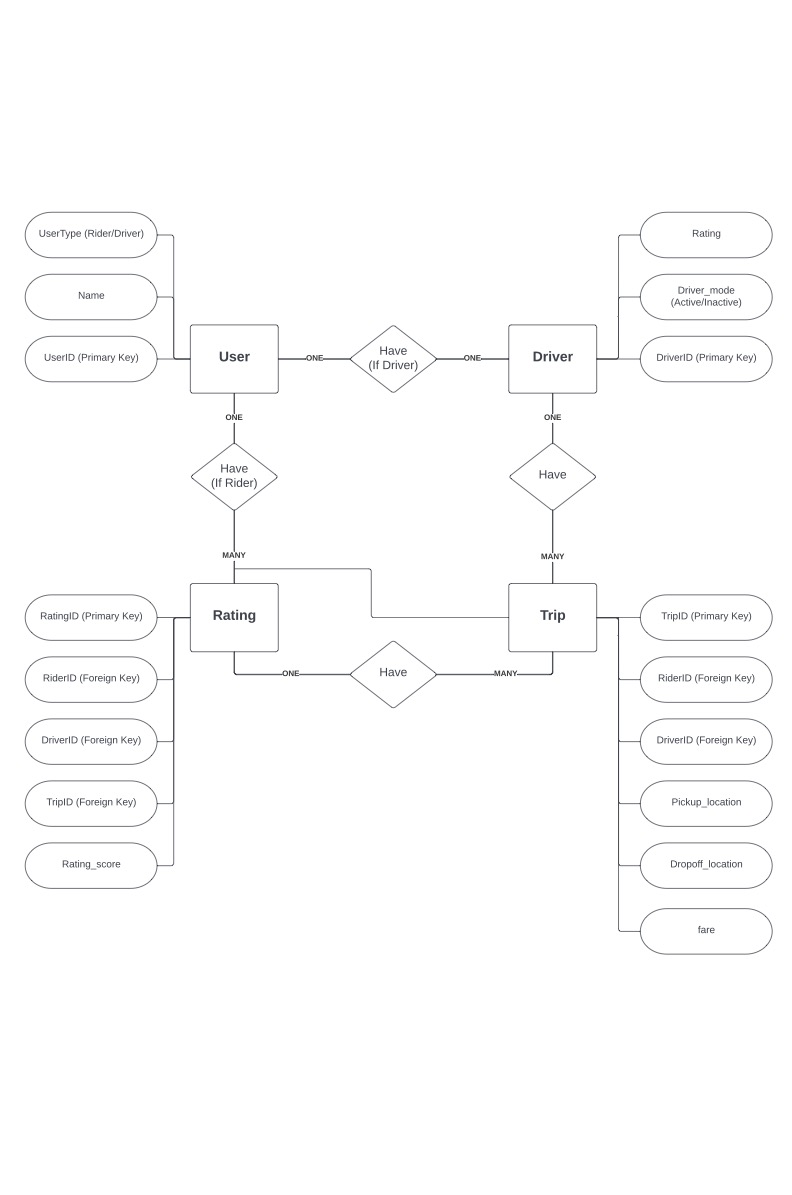 UserType (Rider/Driver)
Rating
Name
Driver_mode
(Active/Inactive)
UserID (Primary Key)
User
ONE
Have
(If Driver)
ONE
Driver
DriverID (Primary Key)
ONE
ONE
Have
(If Rider)
Have
MANY
MANY
RatingID (Primary Key)
Rating
Trip
TripID (Primary Key)
RiderID (Foreign Key)
ONE
Have
MANY
RiderID (Foreign Key)
DriverID (Foreign Key)
DriverID (Foreign Key)
TripID (Foreign Key)
Pickup_location
Rating_score
Dropoff_location
fare